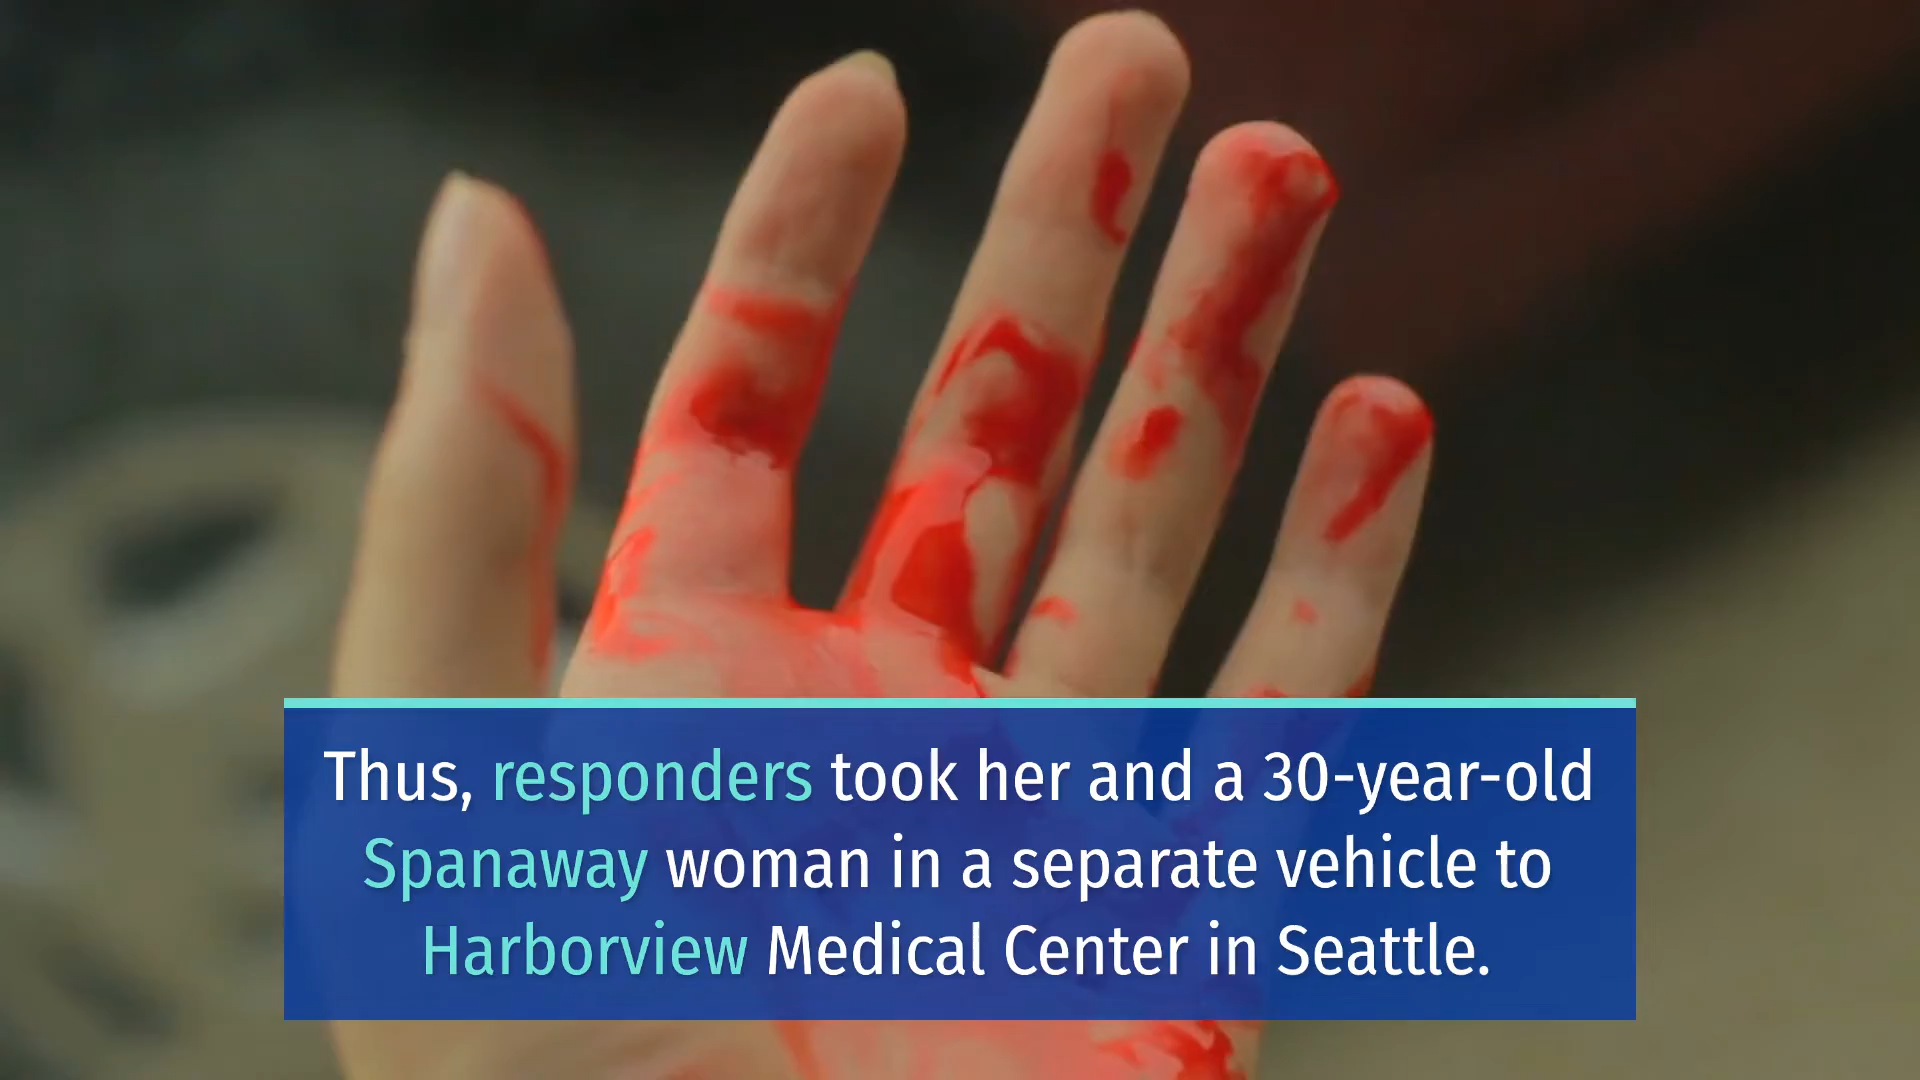 Thus, responders took her and a 30-year-old
Spanaway woman in a separate vehicle to
Harborview Medical Center in Seattle.